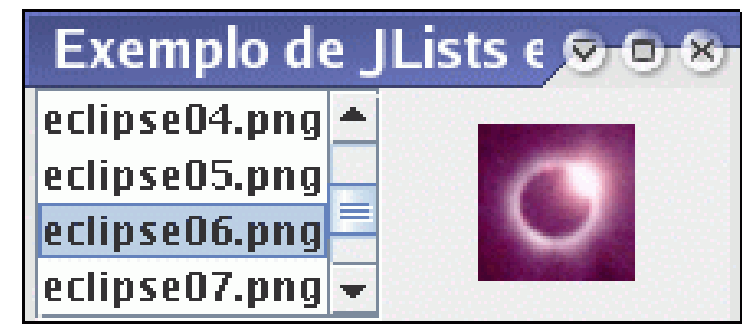 Exemplo de JLists e
eclipse04.png
eclipse05.png
eclipse06.png
eclipse07.png